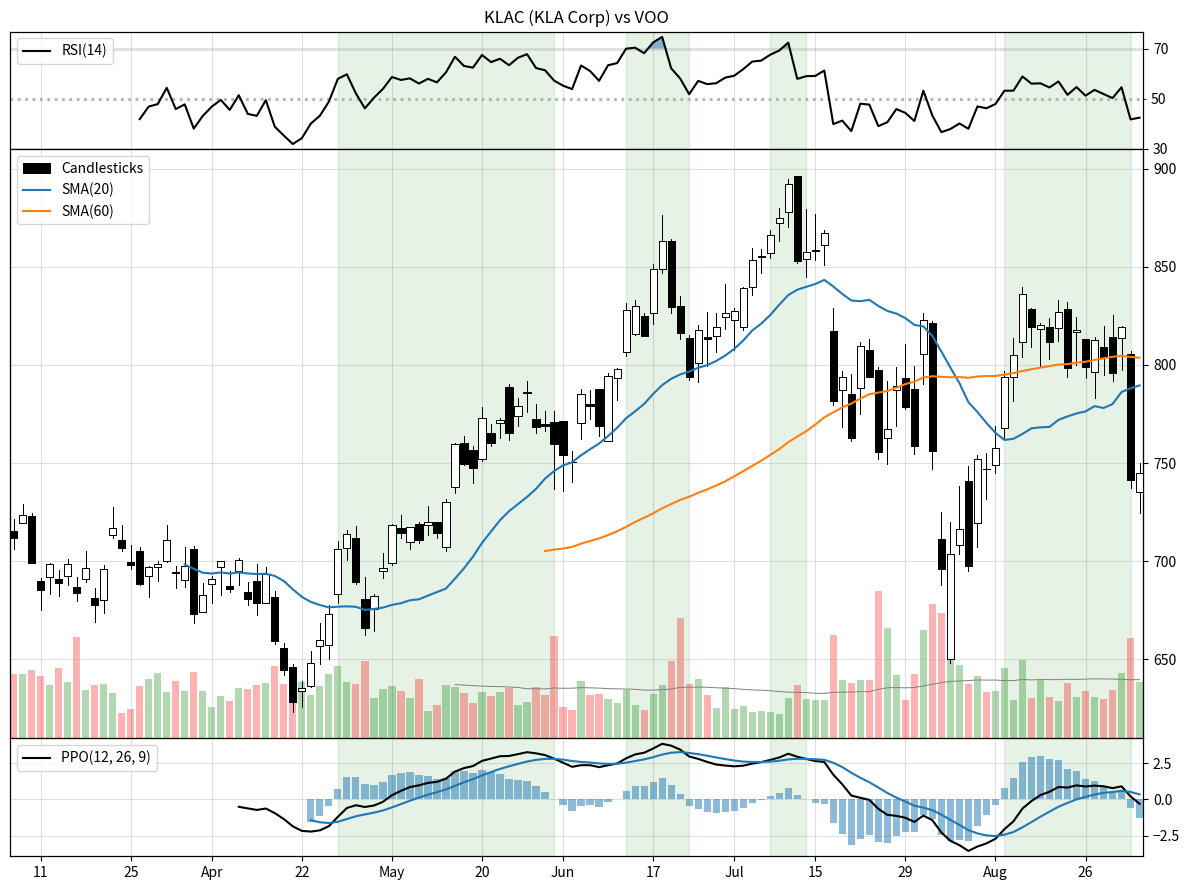 KLAC (KLA Corp) vs VOO
RSI(14)
70
50
30
Candlesticks
SMA(20)
SMA(60)
900
850
800
750
700
650
PPO(12, 26, 9)
2.5
0.0
−2.5
11 25 Apr 22 May 20 Jun 17 Jul 15 29 Aug 26